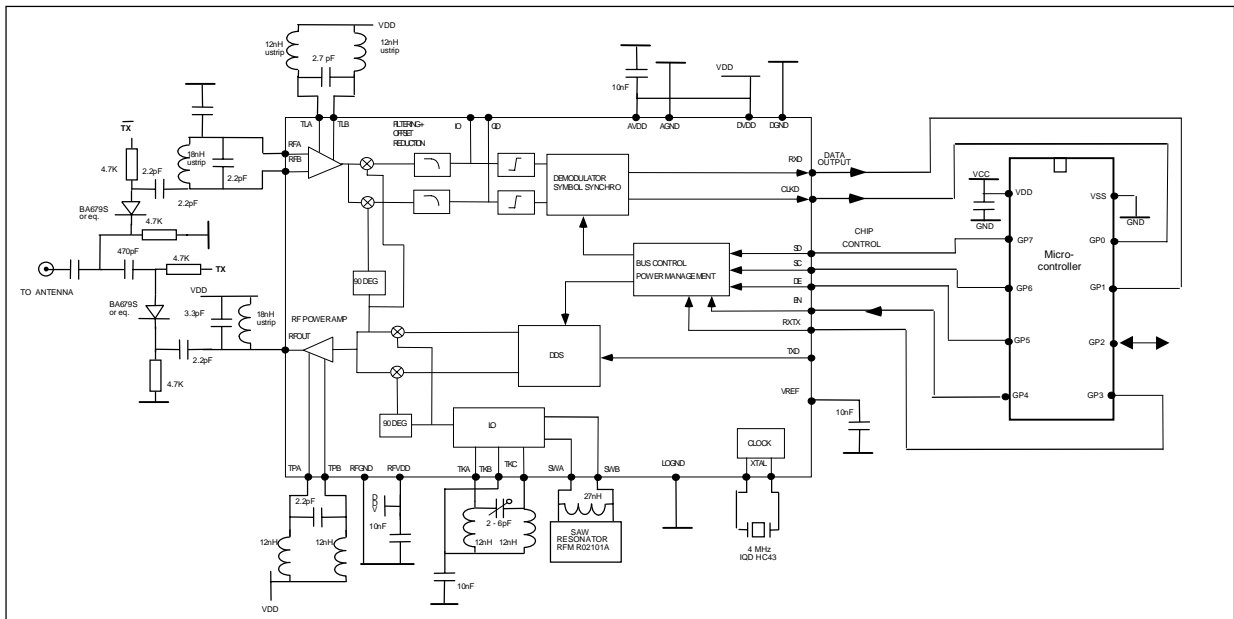 VDD
12nH
ustrip
12nH
ustrip
2.7 pF
TX
4.7K
2.2pF
18nH
ustrip
2.2pF
2.2pF
BA679S
or eq.
4.7K
470pF
4.7K
TX
TO ANTENNA
BA679S
or eq.
VDD
3.3pF
18nH
ustrip
2.2pF
4.7K
TLA
TLB
FILTERING+
OFFSET
REDUCTION
IO
QO
10nF
VDD
AVDD
AGND
DVDD
DGND
RFA
RFB
DEMODULATOR
SYMBOL SYNCHRO
RXD
DATA
OUTPUT
CLKD
90 DEG
BUS CONTROL
POWER MANAGEMENT
CHIP
CONTROL
SD
SC
DE
EN
RXTX
TXD
RF POWER AMP
RFOUT
DDS
VREF
10nF
90 DEG
LO
CLOCK
XTAL
TPA
TPB
RFGND
RFVDD
TKA
TKB
TKC
SWA
SWB
LOGND
2.2pF
12nH
12nH
VDD
VDD
10nF
2 - 6pF
12nH
12nH
10nF
27nH
SAW
RESONATOR
RFM R02101A
4 MHz
IQD HC43
VCC
GND
VDD
VSS
GND
GP7
GP0
Micro-
controller
GP6
GP1
GP5
GP2
GP4
GP3